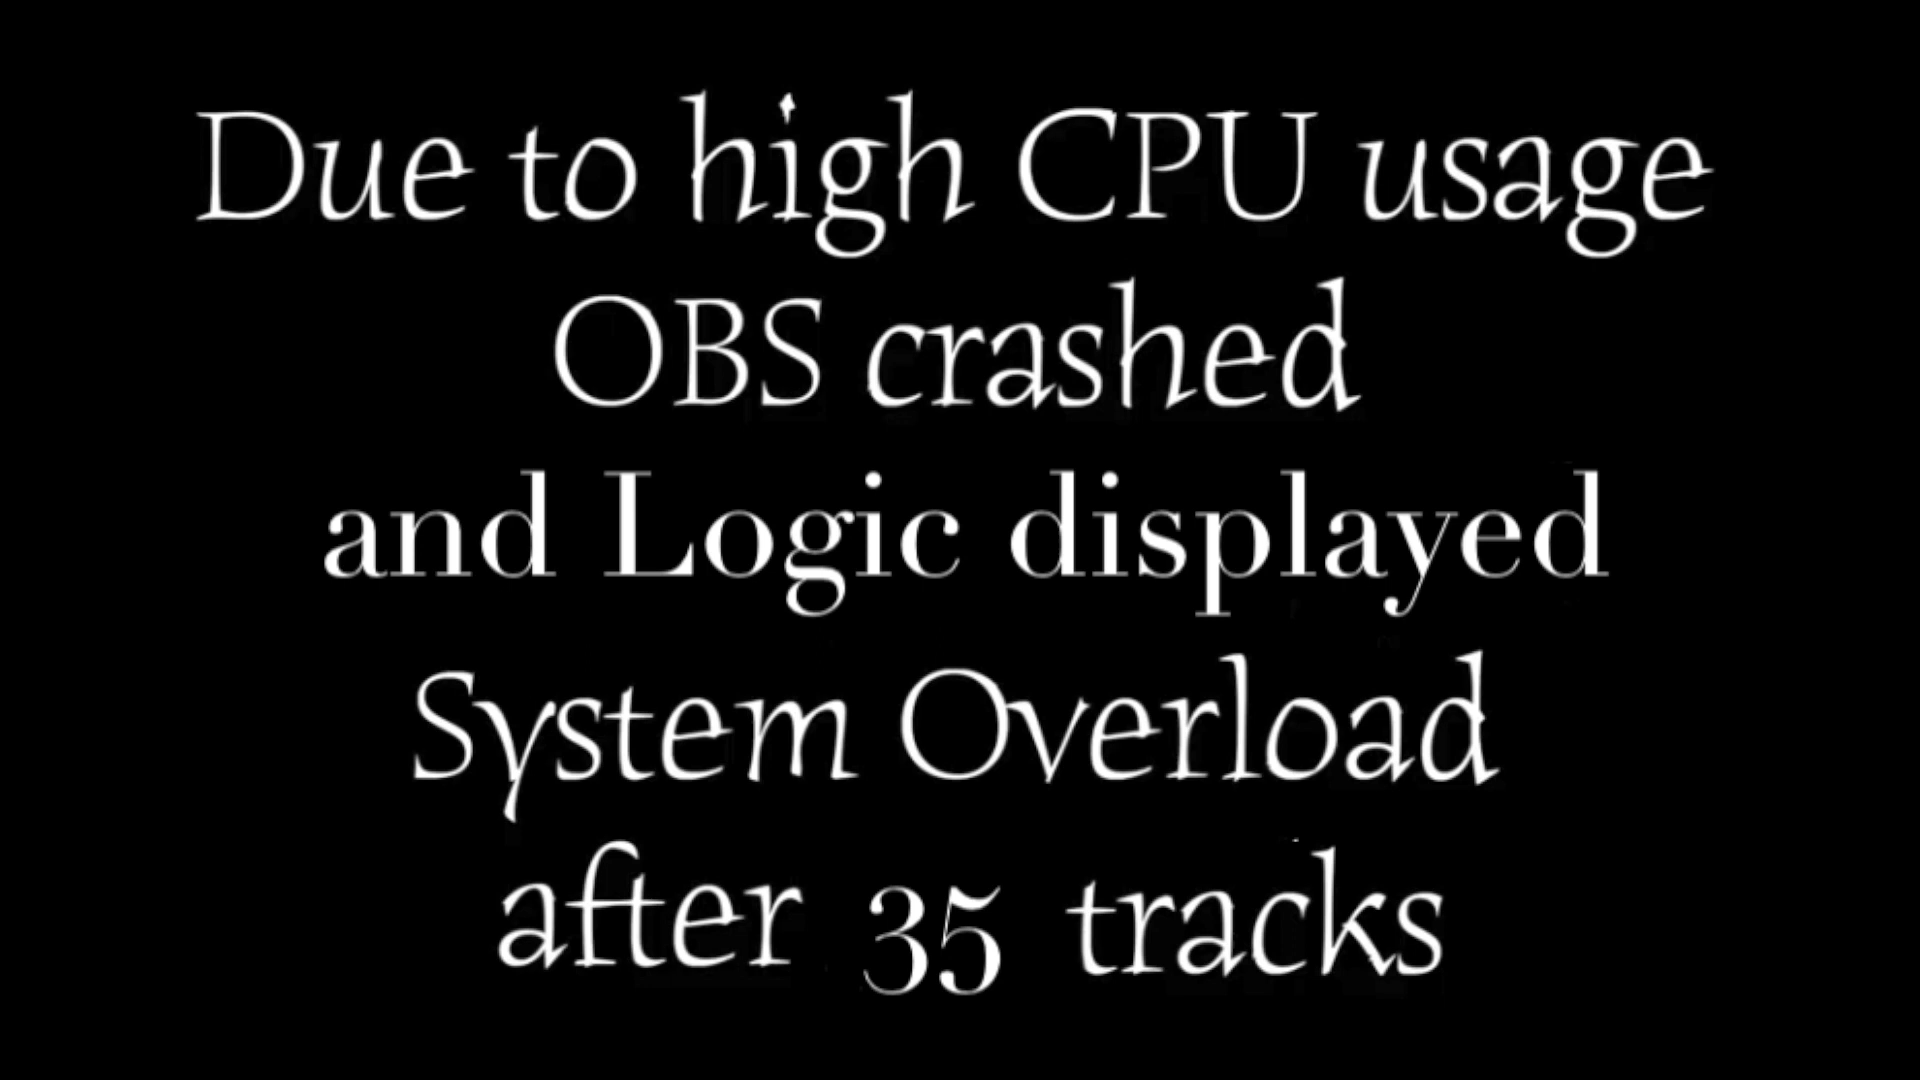 Due to high CPU usage
OBS crashed
and Logic displayed
System Overload
after 35 tracks